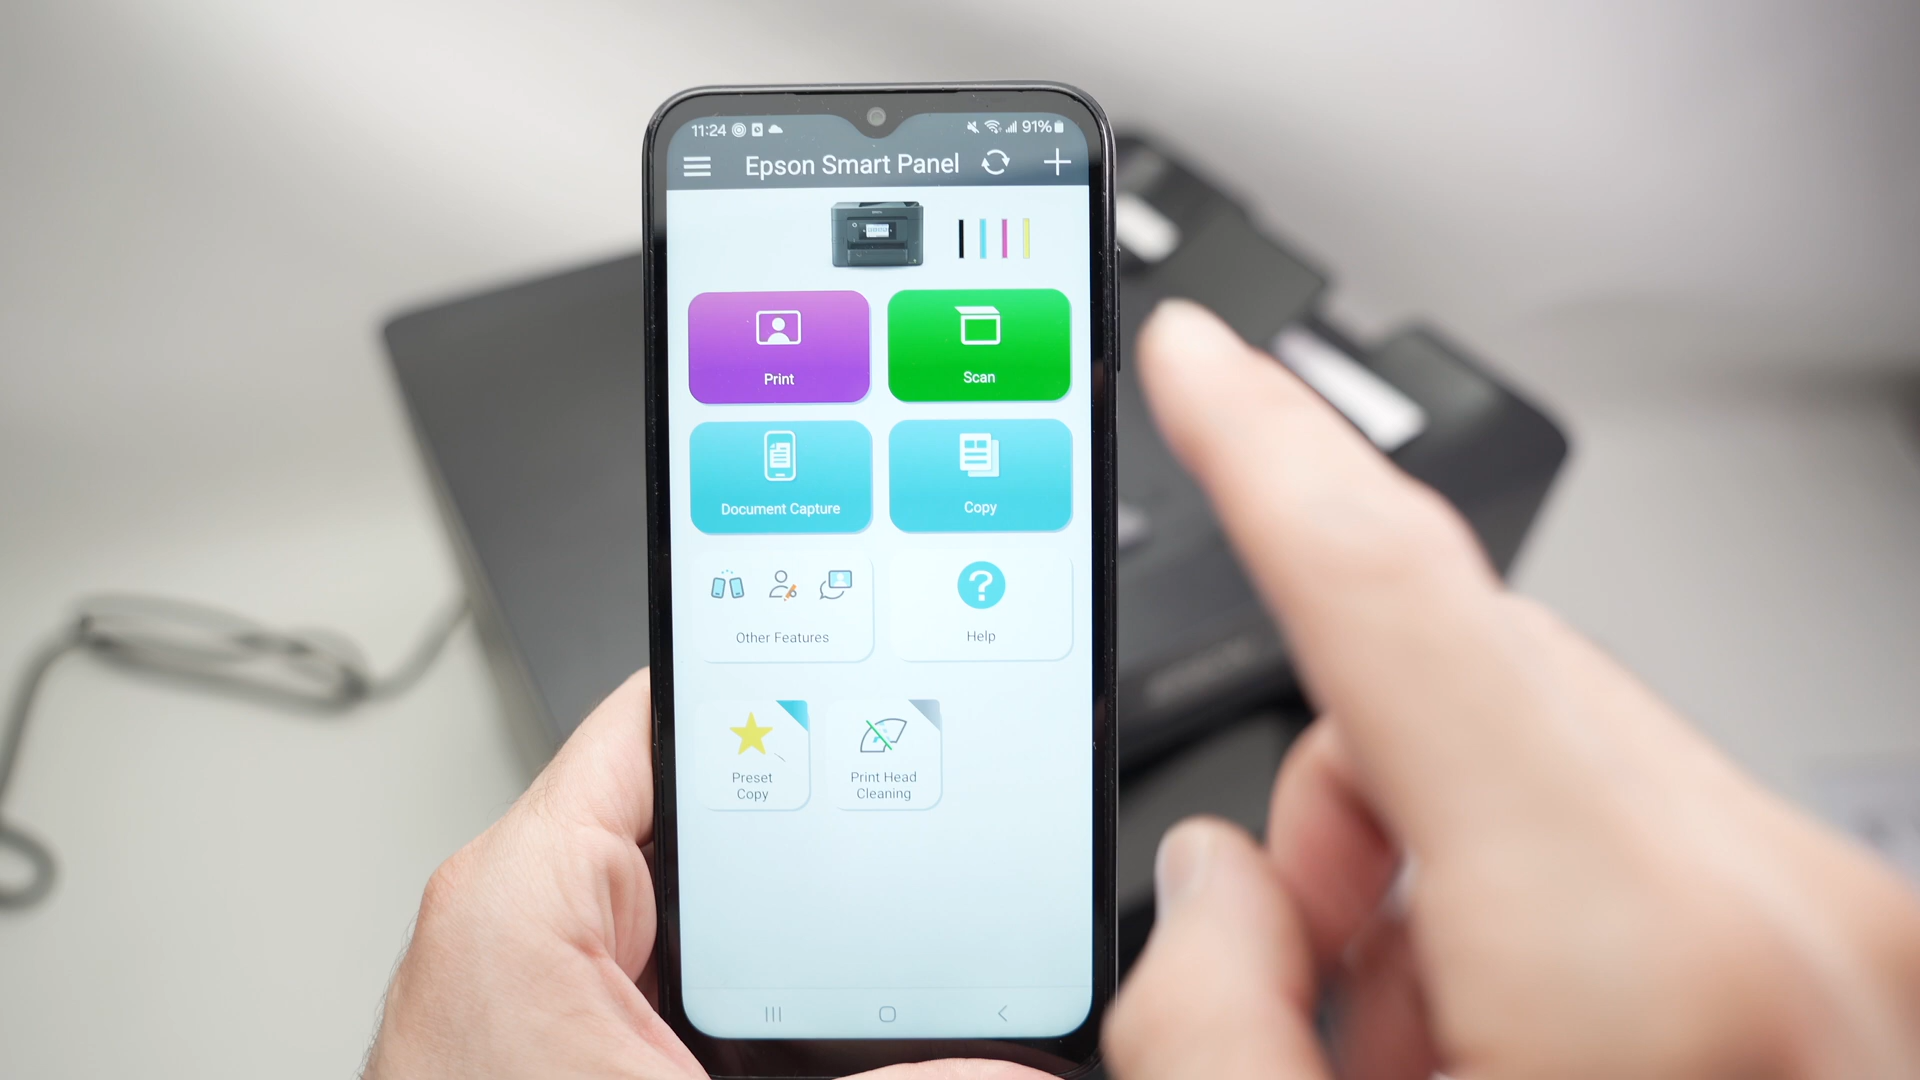 11:24 91%
Epson Smart Panel
Print Scan
Document Capture Copy
Other Features Help
Preset
Copy
Print Head
Cleaning